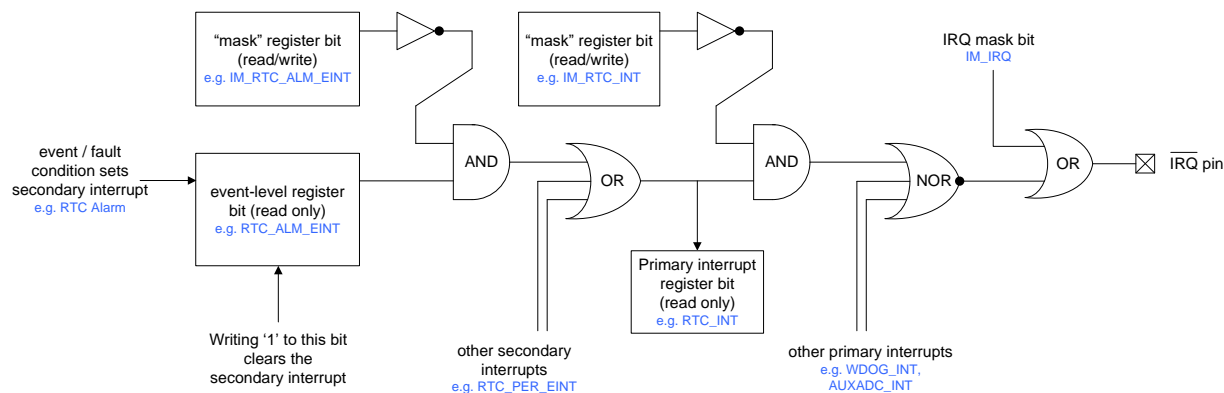 “mask” register bit
(read/write)
e.g. IM_RTC_ALM_EINT
“mask” register bit
(read/write)
e.g. IM_RTC_INT
IRQ mask bit
IM_IRQ
event / fault
condition sets
secondary interrupt
e.g. RTC Alarm
event-level register
bit (read only)
e.g. RTC_ALM_EINT
AND
OR
AND
NOR
OR
IRQ pin
Primary interrupt
register bit
(read only)
e.g. RTC_INT
Writing ‘1’ to this bit
clears the
secondary interrupt
other secondary
interrupts
e.g. RTC_PER_EINT
other primary interrupts
e.g. WDOG_INT,
AUXADC_INT